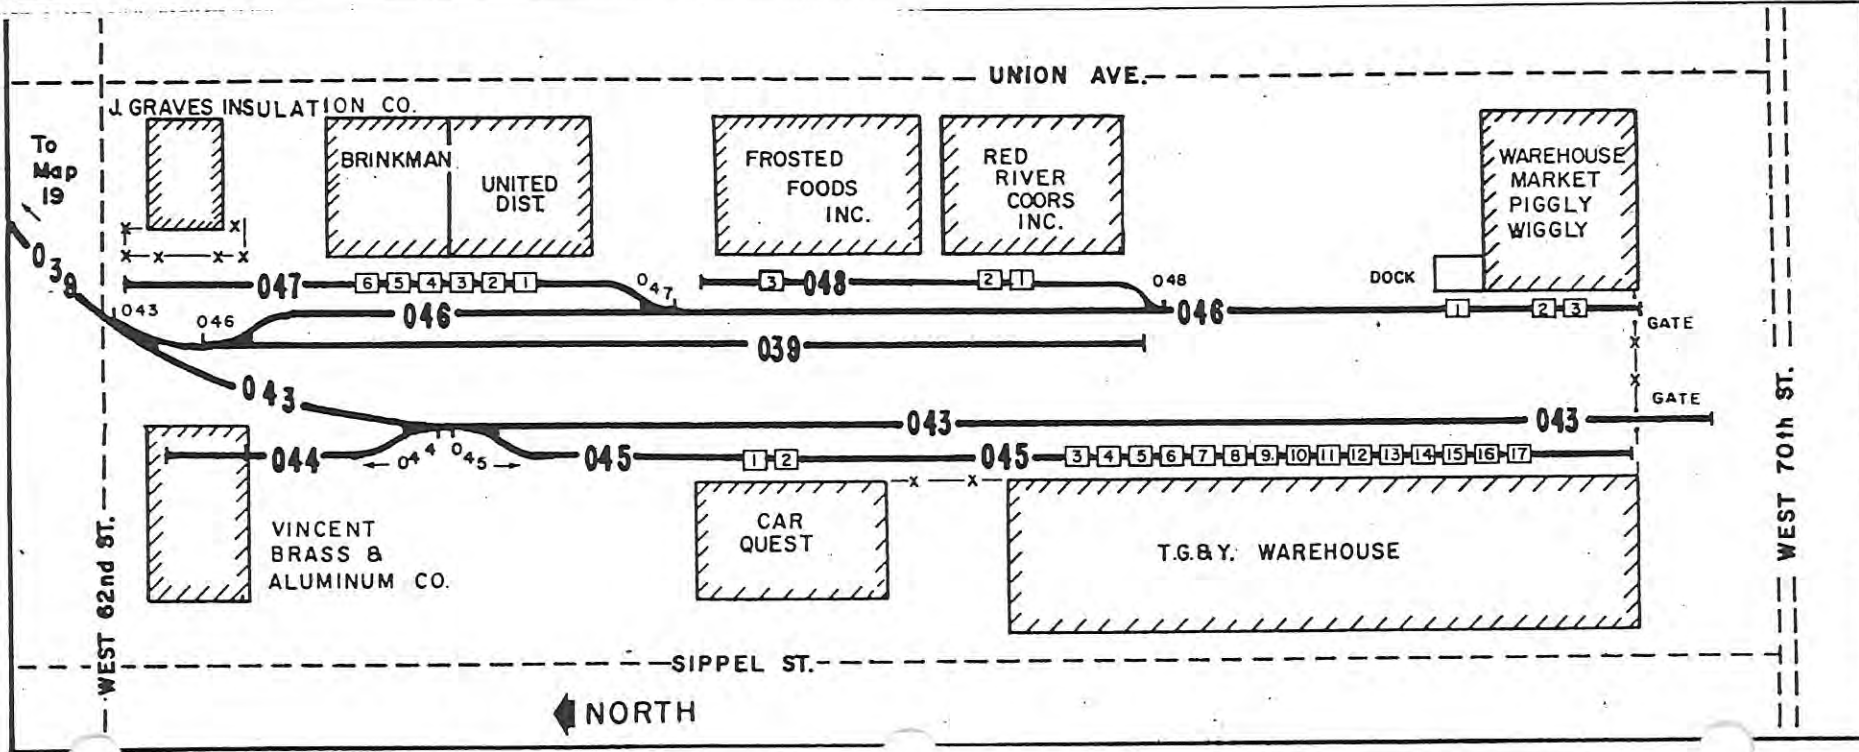 UNION AVE.
J. GRAVES INSULATION CO.
To
Map
19
BRINKMAN
UNITED
DIST.
FROSTED
FOODS
INC.
RED
RIVER
COORS
INC.
WAREHOUSE
MARKET
PIGGLY
WIGGLY
DOCK
039
047
6 5 4 3 2 1
047
3
048
2 1
048
043
046
046
046
1
2 3
GATE
039
043
GATE
043
043
044
044
045
045
1 2
045
3 4 5 6 7 8 9 10 11 12 13 14 15 16 17
VINCENT
BRASS &
ALUMINUM CO.
CAR
QUEST
T.G.&Y. WAREHOUSE
WEST 62nd ST.
WEST 70th ST.
SIPPEL ST.
NORTH